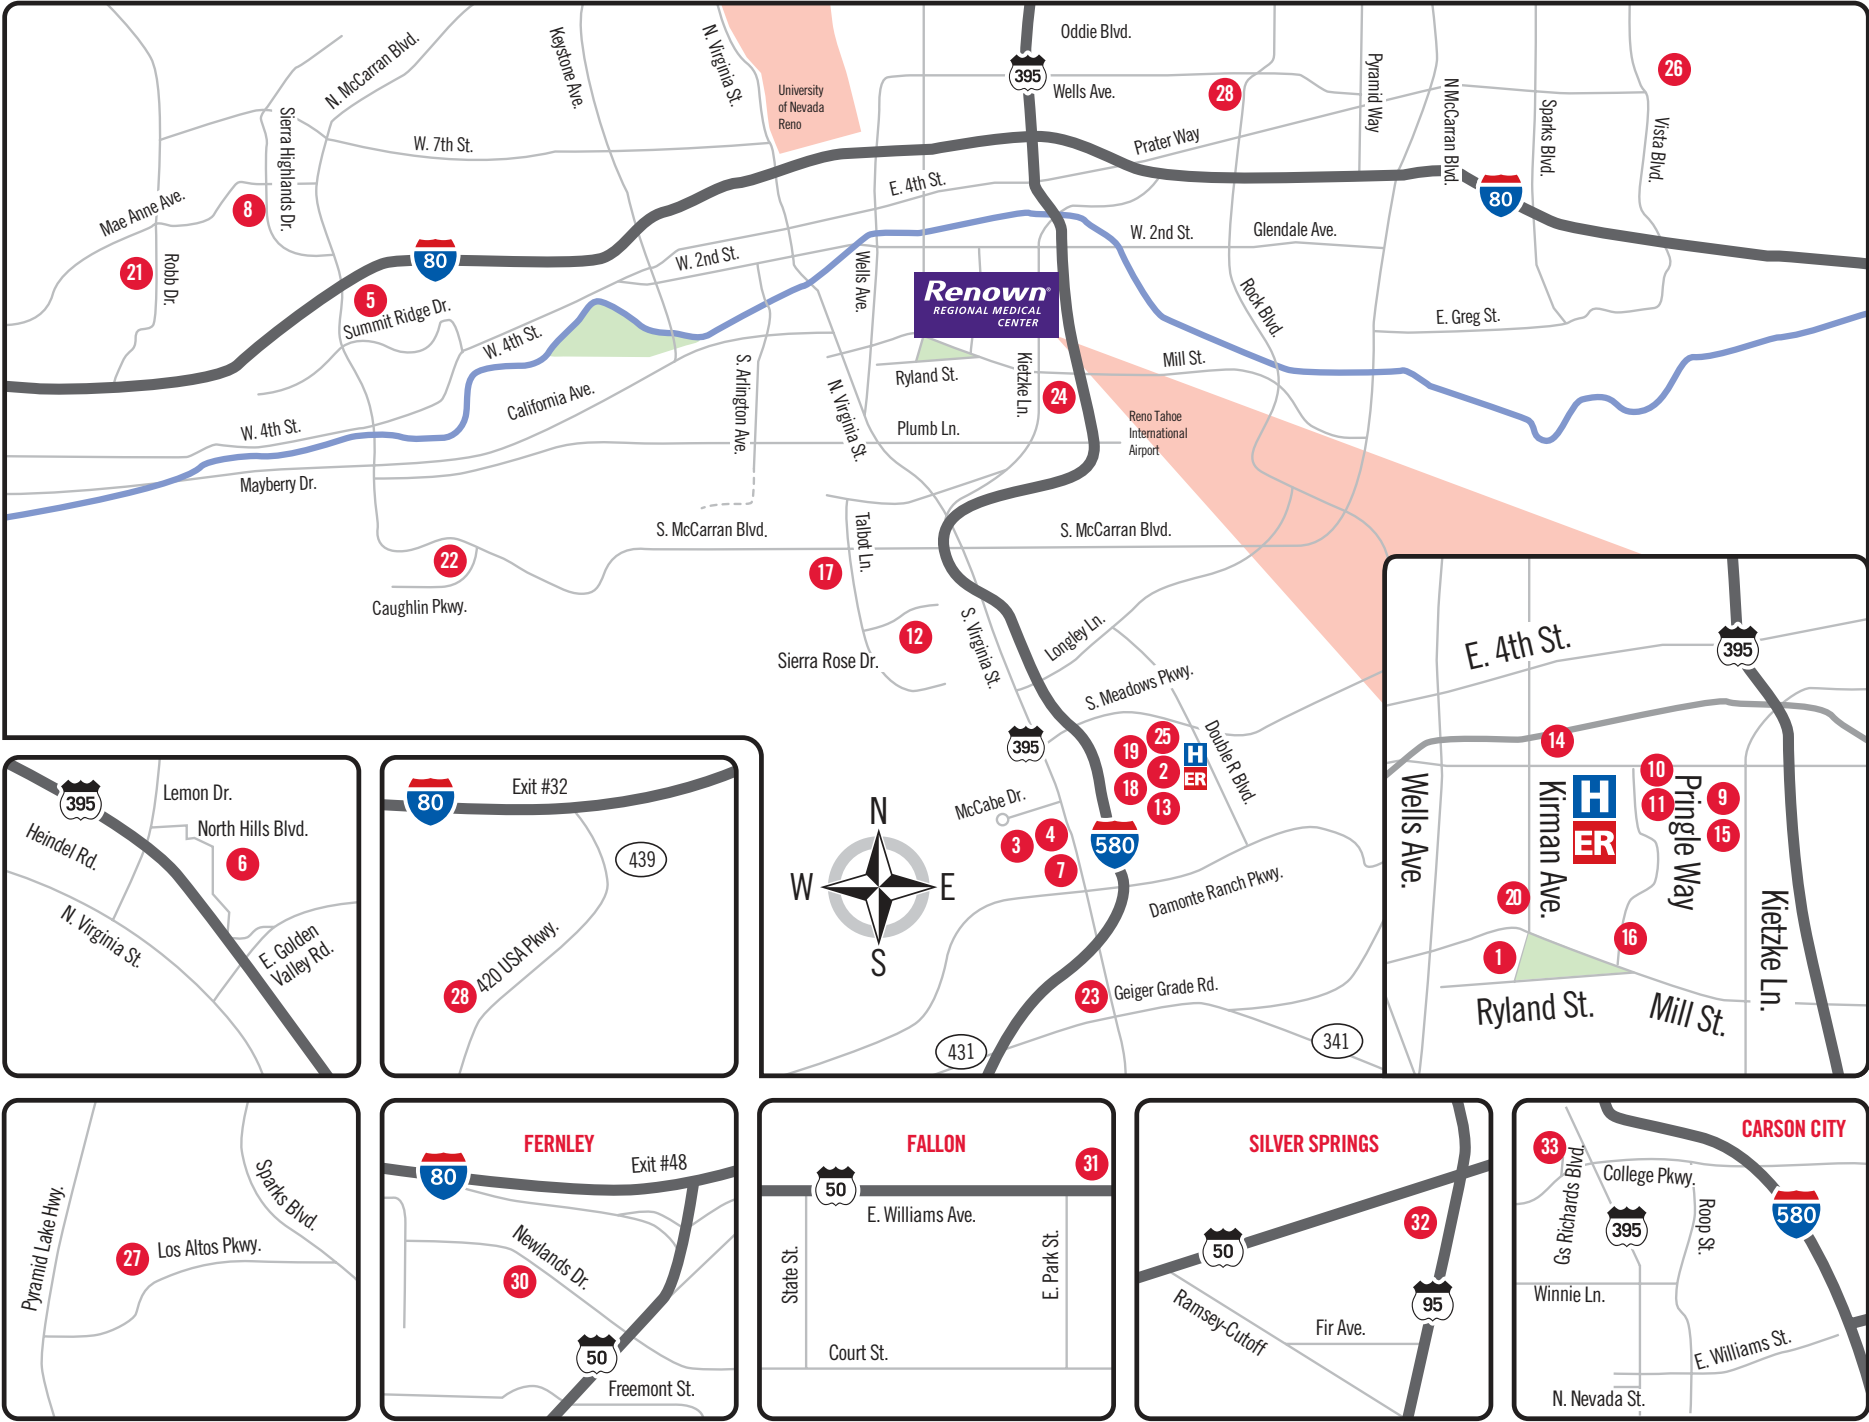 Oddie Blvd.
395
Wells Ave.
28
26
N. McCarran Blvd.
Keystone Ave.
N. Virginia St.
University
of Nevada
Reno
Pyramid Way
N McCarran Blvd.
Sparks Blvd.
Vista Blvd.
Sierra Highlands Dr.
W. 7th St.
Prater Way
E. 4th St.
80
Mae Anne Ave.
8
W. 2nd St.
Glendale Ave.
21
Robb Dr.
80
5
Summit Ridge Dr.
W. 2nd St.
Wells Ave.
Renown®
REGIONAL MEDICAL
CENTER
Rock Blvd.
E. Greg St.
W. 4th St.
S. Arlington Ave.
N. Virginia St.
Ryland St.
Kietzke Ln.
24
Mill St.
California Ave.
W. 4th St.
Plumb Ln.
Reno Tahoe
International
Airport
Mayberry Dr.
S. McCarran Blvd.
Talbot Ln.
S. McCarran Blvd.
22
17
Caughlin Pkwy.
12
Sierra Rose Dr.
S. Virginia St.
Longley Ln.
S. Meadows Pkwy.
395
25
19
2
18
13
H
ER
Double R Blvd.
McCabe Dr.
3
4
7
580
N
W
E
S
Damonte Ranch Pkwy.
23
Geiger Grade Rd.
431
341
E. 4th St.
395
14
Wells Ave.
Kirman Ave.
H
ER
10
11
Pringle Way
9
15
20
1
16
Kietzke Ln.
Ryland St.
Mill St.
395
Lemon Dr.
North Hills Blvd.
Heindel Rd.
6
N. Virginia St.
E. Golden
Valley Rd.
80
Exit #32
439
28
420 USA Pkwy.
Pyramid Lake Hwy.
Sparks Blvd.
27
Los Altos Pkwy.
FERNLEY
80
Exit #48
Newlands Dr.
30
50
Freemont St.
FALLON
31
50
E. Williams Ave.
State St.
E. Park St.
Court St.
SILVER SPRINGS
32
50
95
Ramsey-Cutoff
Fir Ave.
CARSON CITY
33
Gs Richards Blvd.
College Pkwy.
395
Roop St.
580
Winnie Ln.
E. Williams St.
N. Nevada St.